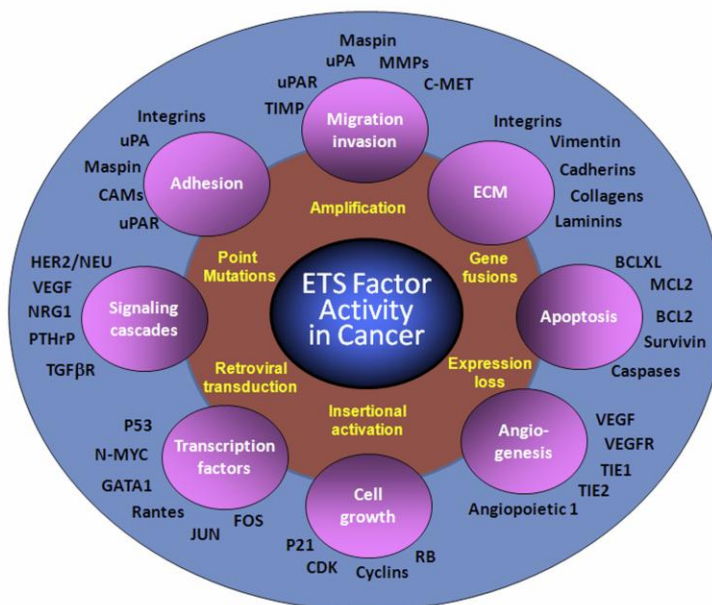 Maspin
uPA
MMPs
uPAR
C-MET
TIMP
Migration
invasion
Integrins
uPA
Maspin
CAMs
uPAR
Adhesion
Integrins
Vimentin
Cadherins
Collagens
Laminins
ECM
Amplification
Point
Mutations
Gene
fusions
ETS Factor
Activity
in Cancer
HER2/NEU
VEGF
NRG1
PTHrP
TGFβR
Signaling
cascades
BCLXL
MCL2
BCL2
Survivin
Caspases
Apoptosis
Retroviral
transduction
Expression
loss
Insertional
activation
P53
N-MYC
GATA1
Rantes
JUN
FOS
Transcription
factors
Cell
growth
P21
CDK
Cyclins
RB
Angio-
genesis
VEGF
VEGFR
TIE1
TIE2
Angiopoietic 1